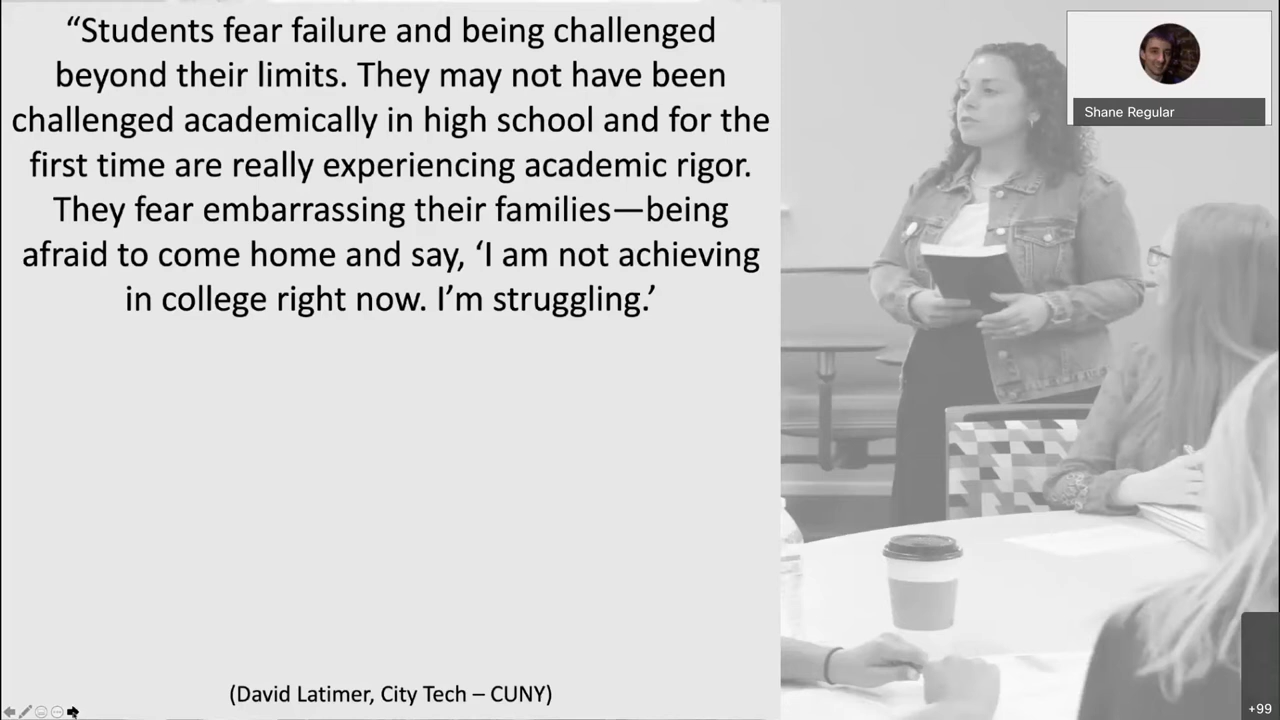 “Students fear failure and being challenged
beyond their limits. They may not have been
challenged academically in high school and for the
first time are really experiencing academic rigor.
They fear embarrassing their families—being
afraid to come home and say, ‘I am not achieving
in college right now. I’m struggling.’
(David Latimer, City Tech – CUNY)
Shane Regular
+99